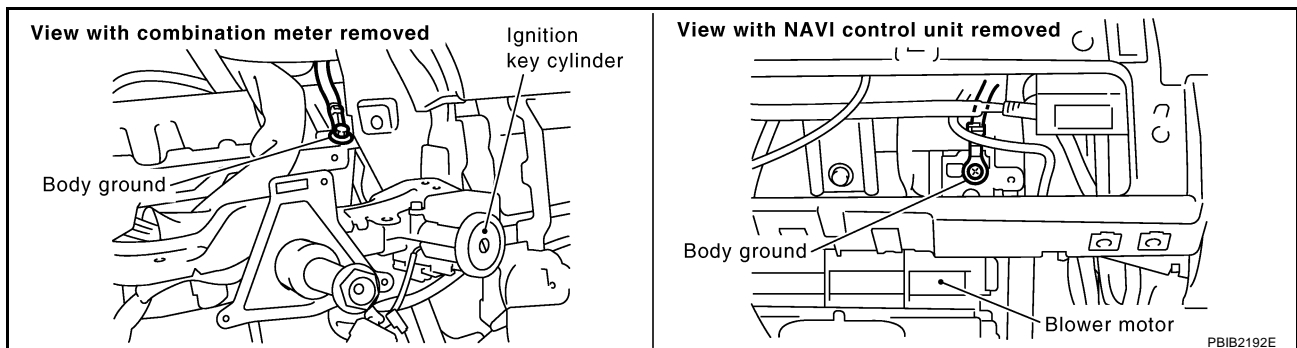 View with combination meter removed
Ignition
key cylinder
Body ground
View with NAVI control unit removed
Body ground
Blower motor
PBIB2192E